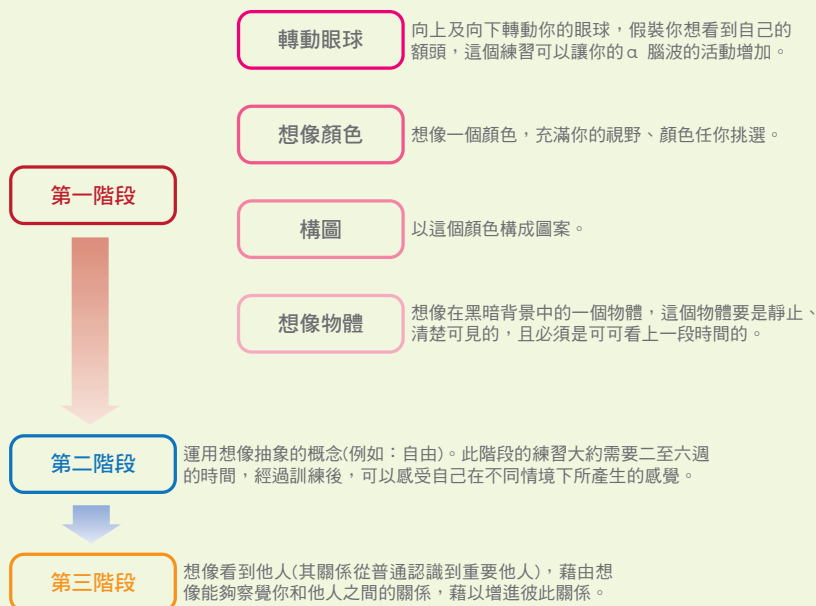 轉動眼球
向上及向下轉動你的眼球，假裝你想看到自己的
額頭，這個練習可以讓你的α 腦波的活動增加。
想像顏色
想像一個顏色，充滿你的視野、顏色任你挑選。
第一階段
構圖
以這個顏色構成圖案。
想像物體
想像在黑暗背景中的一個物體，這個物體要是靜止、
清楚可見的，且必須是可可看上一段時間的。
第二階段
運用想像抽象的概念(例如：自由)。此階段的練習大約需要二至六週
的時間，經過訓練後，可以感受自己在不同情境下所產生的感覺。
第三階段
想像看到他人(其關係從普通認識到重要他人)，藉由想
像能夠察覺你和他人之間的關係，藉以增進彼此關係。